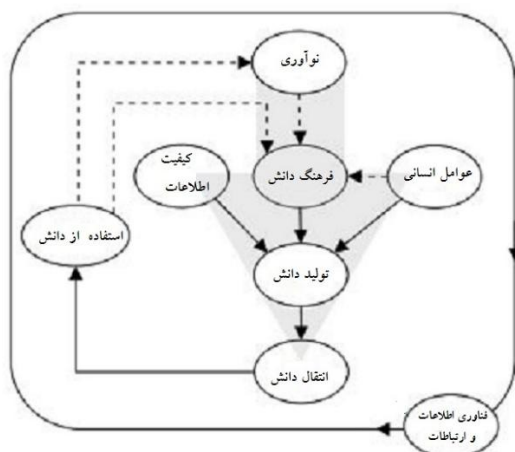 نوآوری
کیفیت
اطلاعات
فرهنگ دانش
عوامل انسانی
استفاده از دانش
تولید دانش
انتقال دانش
فناوری اطلاعات
و ارتباطات